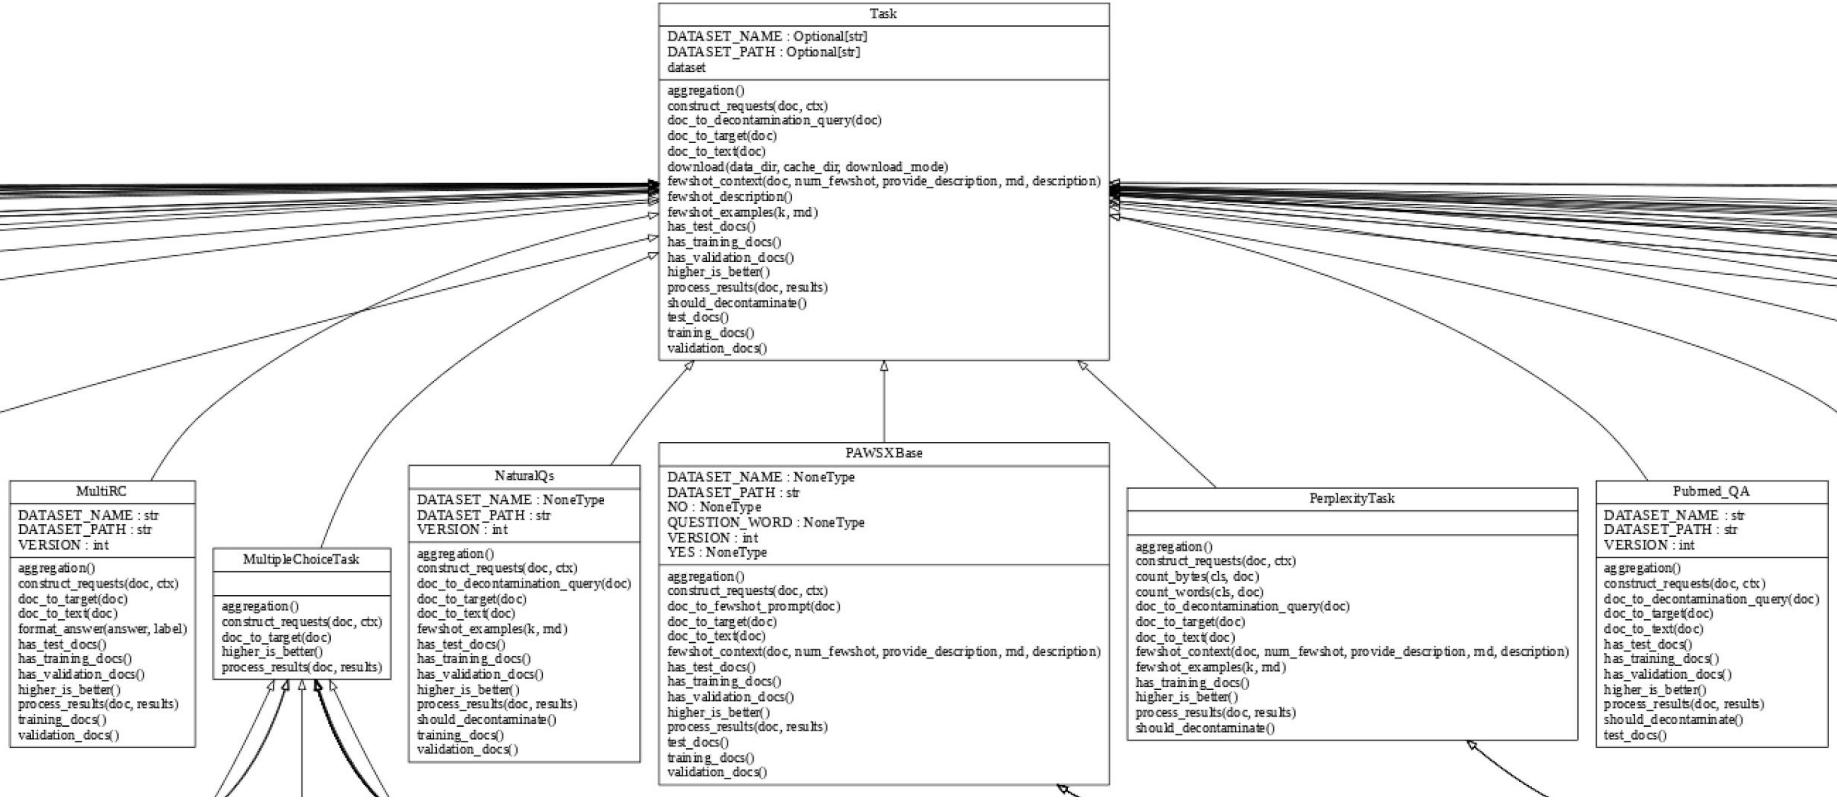 Task
DATASET_NAME : Optional[str]
DATASET_PATH : Optional[str]
dataset
aggregation()
construct_requests(doc, ctx)
doc_to_decontamination_query(doc)
doc_to_target(doc)
doc_to_text(doc)
download(data_dir, cache_dir, download_mode)
fewshot_context(doc, num_fewshot, provide_description, rnd, description)
fewshot_description()
fewshot_examples(k, rnd)
has_test_docs()
has_training_docs()
has_validation_docs()
higher_is_better()
process_results(doc, results)
should_decontaminate()
test_docs()
training_docs()
validation_docs()
MultiRC
DATASET_NAME : str
DATASET_PATH : str
VERSION : int
aggregation()
construct_requests(doc, ctx)
doc_to_target(doc)
doc_to_text(doc)
format_answer(answer, label)
has_test_docs()
has_training_docs()
has_validation_docs()
higher_is_better()
process_results(doc, results)
training_docs()
validation_docs()
MultipleChoiceTask
aggregation()
construct_requests(doc, ctx)
doc_to_target(doc)
higher_is_better()
process_results(doc, results)
NaturalQs
DATASET_NAME : NoneType
DATASET_PATH : str
VERSION : int
aggregation()
construct_requests(doc, ctx)
doc_to_decontamination_query(doc)
doc_to_target(doc)
doc_to_text(doc)
fewshot_examples(k, rnd)
has_test_docs()
has_training_docs()
has_validation_docs()
higher_is_better()
process_results(doc, results)
should_decontaminate()
training_docs()
validation_docs()
PAWSXBase
DATASET_NAME : NoneType
DATASET_PATH : str
NO : NoneType
QUESTION_WORD : NoneType
VERSION : int
YES : NoneType
aggregation()
construct_requests(doc, ctx)
doc_to_fewshot_prompt(doc)
doc_to_target(doc)
doc_to_text(doc)
fewshot_context(doc, num_fewshot, provide_description, rnd, description)
has_test_docs()
has_training_docs()
has_validation_docs()
higher_is_better()
process_results(doc, results)
test_docs()
training_docs()
validation_docs()
PerplexityTask
aggregation()
construct_requests(doc, ctx)
count_bytes(cls, doc)
count_words(cls, doc)
doc_to_decontamination_query(doc)
doc_to_target(doc)
doc_to_text(doc)
fewshot_context(doc, num_fewshot, provide_description, rnd, description)
fewshot_examples(k, rnd)
has_training_docs()
higher_is_better()
process_results(doc, results)
should_decontaminate()
Pubmed_QA
DATASET_NAME : str
DATASET_PATH : str
VERSION : int
aggregation()
construct_requests(doc, ctx)
doc_to_decontamination_query(doc)
doc_to_target(doc)
doc_to_text(doc)
has_test_docs()
has_training_docs()
has_validation_docs()
higher_is_better()
process_results(doc, results)
should_decontaminate()
test_docs()